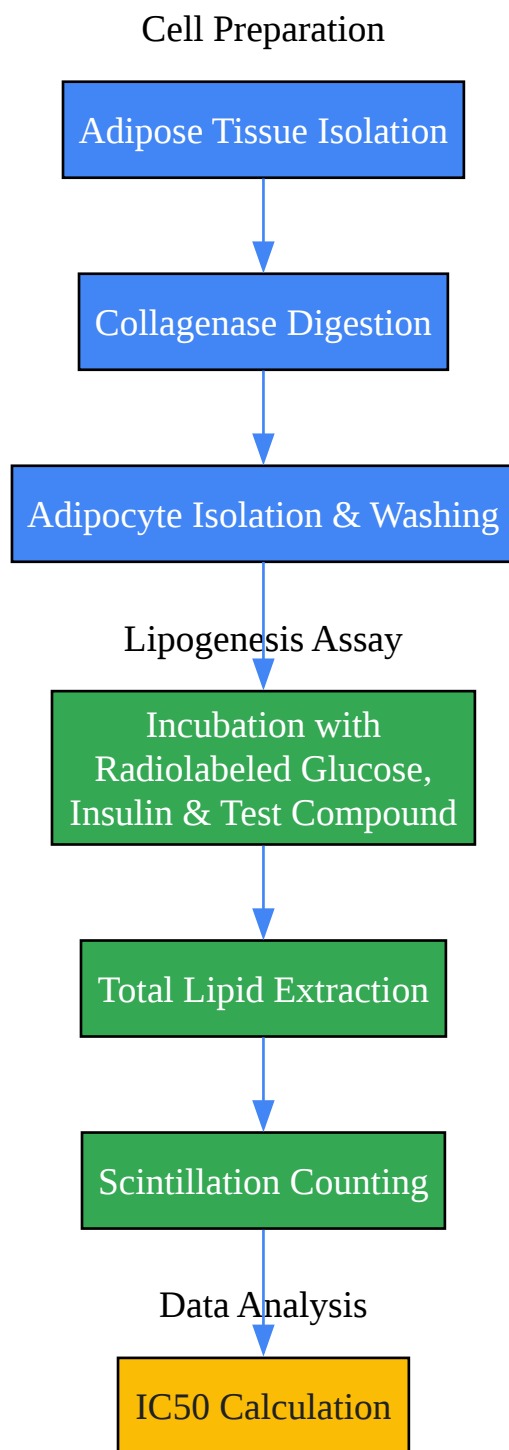 Cell Preparation
Adipose Tissue Isolation
Collagenase Digestion
Adipocyte Isolation & Washing
Lipogenesis Assay
Incubation with
Radiolabeled Glucose,
Insulin & Test Compound
Total Lipid Extraction
Scintillation Counting
Data Analysis
IC50 Calculation